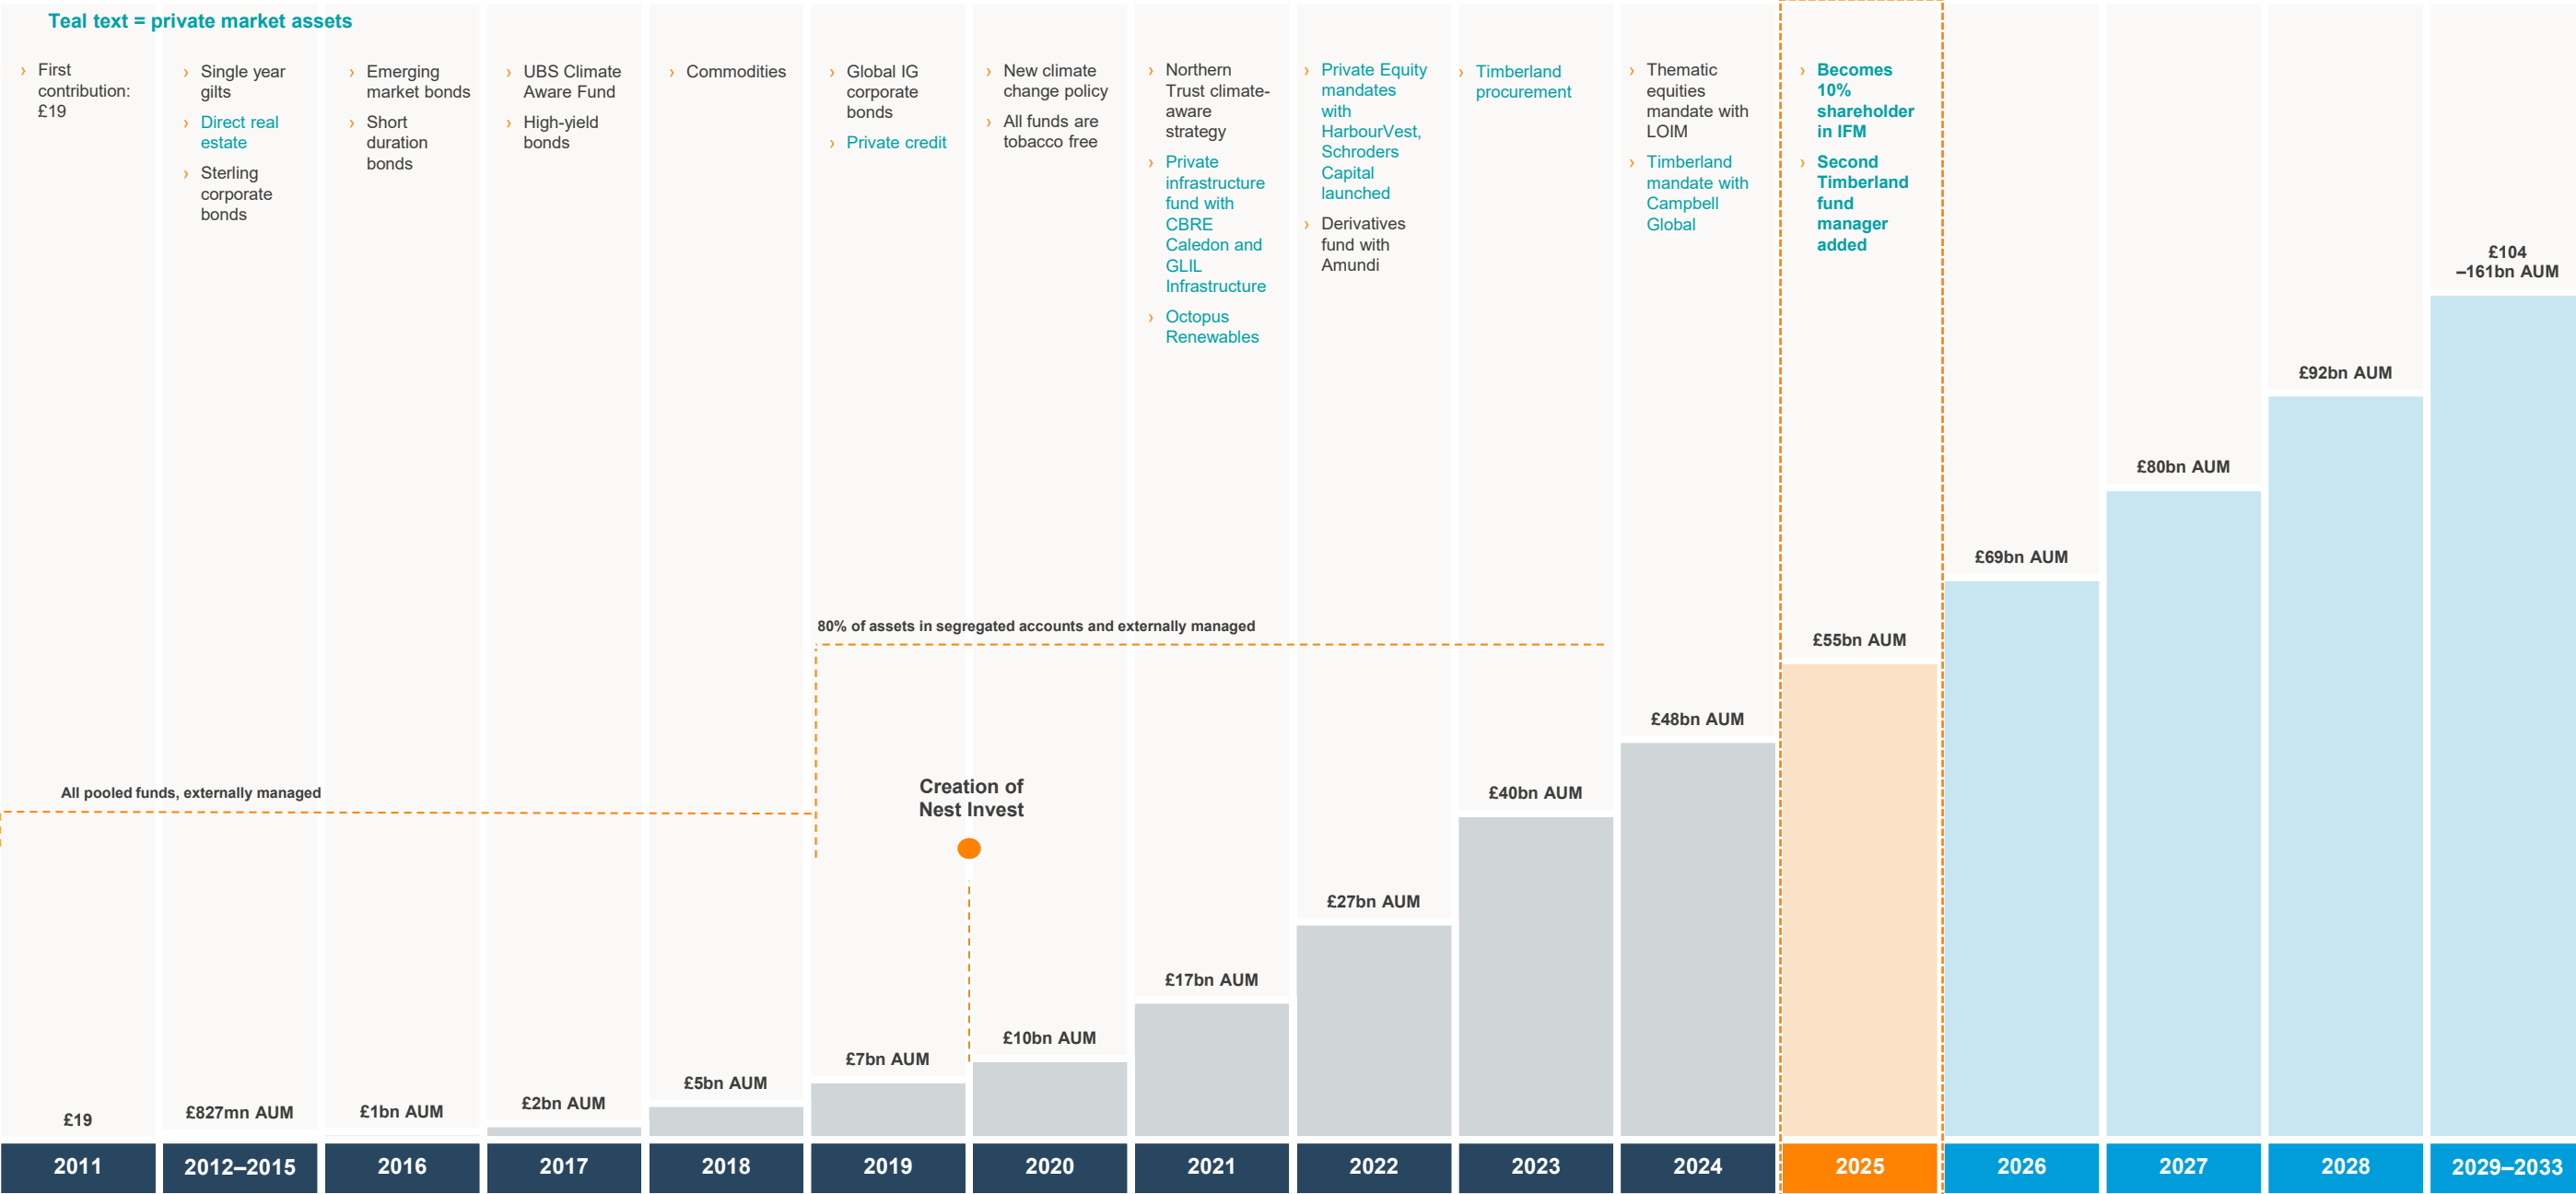 Teal text = private market assets
› First
contribution:
£19
› Single year
gilts
› Direct real
estate
› Sterling
corporate
bonds
› Emerging
market bonds
› Short
duration
bonds
› UBS Climate
Aware Fund
› High-yield
bonds
› Commodities
› Global IG
corporate
bonds
› Private credit
› New climate
change policy
› All funds are
tobacco free
› Northern
Trust climate-
aware
strategy
› Private
infrastructure
fund with
CBRE
Caledon and
GLIL
Infrastructure
› Octopus
Renewables
› Private Equity
mandates
with
HarbourVest,
Schroders
Capital
launched
› Derivatives
fund with
Amundi
› Timberland
procurement
› Thematic
equities
mandate with
LOIM
› Timberland
mandate with
Campbell
Global
› Becomes
10%
shareholder
in IFM
› Second
Timberland
fund
manager
added
All pooled funds, externally managed
80% of assets in segregated accounts and externally managed
Creation of
Nest Invest
£19
£827mn AUM
£1bn AUM
£2bn AUM
£5bn AUM
£7bn AUM
£10bn AUM
£17bn AUM
£27bn AUM
£40bn AUM
£48bn AUM
£55bn AUM
£69bn AUM
£80bn AUM
£92bn AUM
£104
–161bn AUM
2011
2012–2015
2016
2017
2018
2019
2020
2021
2022
2023
2024
2025
2026
2027
2028
2029–2033